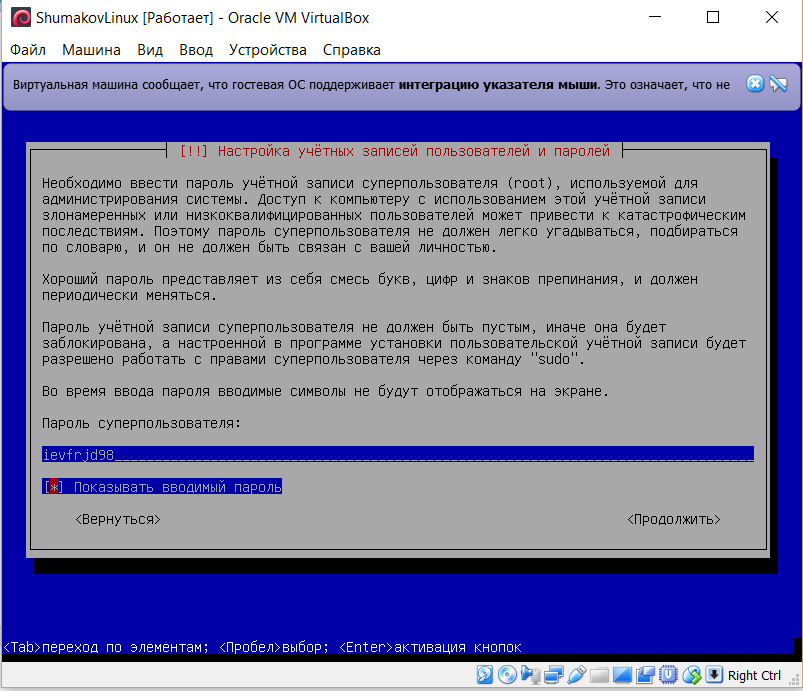 ShumakovLinux [Работает] - Oracle VM VirtualBox
Файл Машина Вид Ввод Устройства Справка
Виртуальная машина сообщает, что гостевая ОС поддерживает интеграцию указателя мыши. Это означает, что не
[!!] Настройка учётных записей пользователей и паролей
Необходимо ввести пароль учётной записи суперпользователя (root), используемой для
администрирования системы. Доступ к компьютеру с использованием этой учётной записи
злонамеренных или низкоквалифицированных пользователей может привести к катастрофическим
последствиям. Поэтому пароль суперпользователя не должен легко угадываться, подбираться
по словарю, и он не должен быть связан с вашей личностью.
Хороший пароль представляет из себя смесь букв, цифр и знаков препинания, и должен
периодически меняться.
Пароль учётной записи суперпользователя не должен быть пустым, иначе она будет
заблокирована, а настроенной в программе установки пользовательской учётной записи будет
разрешено работать с правами суперпользователя через команду "sudo".
Во время ввода пароля вводимые символы не будут отображаться на экране.
Пароль суперпользователя:
ievfrjd98
[*] Показывать вводимый пароль
<Вернуться> <Продолжить>
<Tab>переход по элементам; <Пробел>выбор; <Enter>активация кнопок
Right Ctrl